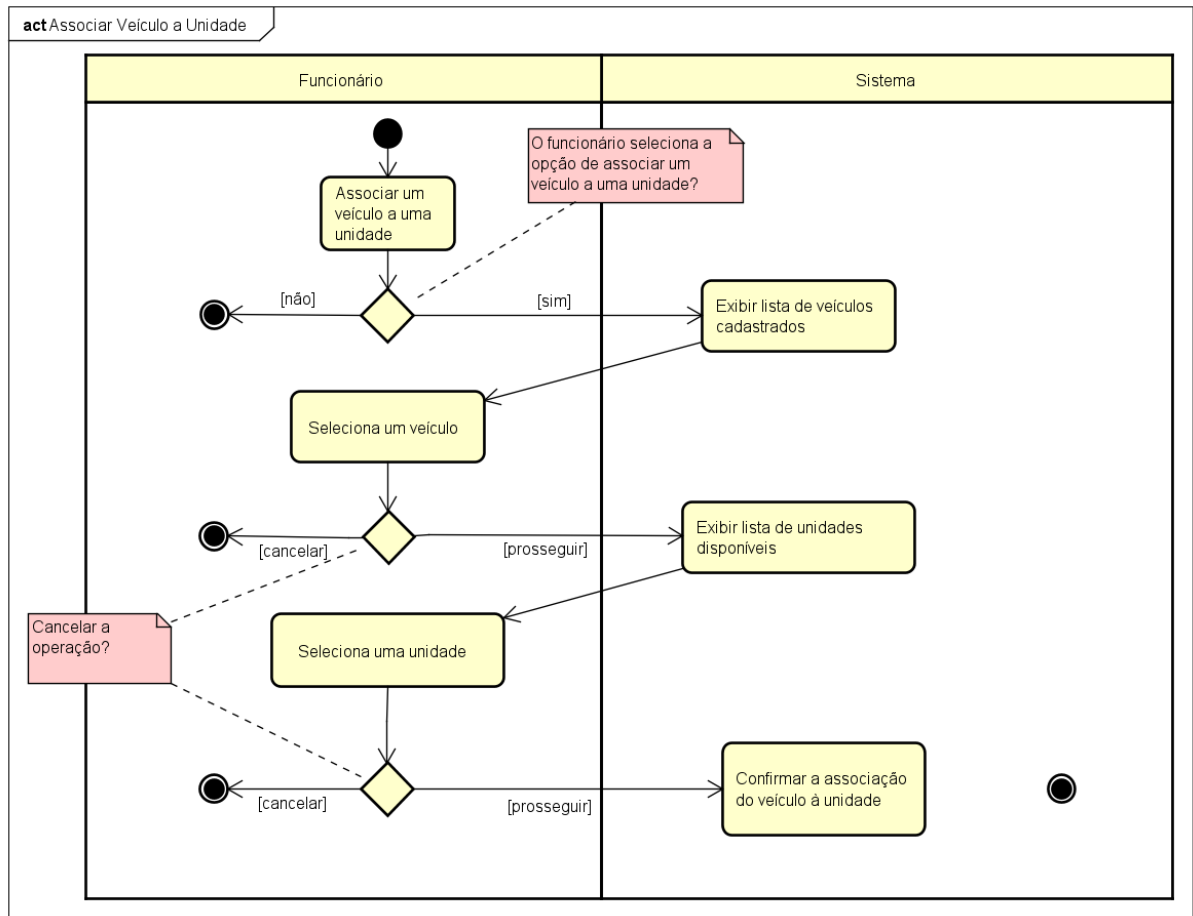 act Associar Veículo a Unidade
Funcionário
Sistema
O funcionário seleciona a
opção de associar um
veículo a uma unidade?
Associar um
veículo a uma
unidade
[não]
[sim]
Exibir lista de veículos
cadastrados
Seleciona um veículo
[cancelar]
[prosseguir]
Exibir lista de unidades
disponíveis
Cancelar a
operação?
Seleciona uma unidade
[cancelar]
[prosseguir]
Confirmar a associação
do veículo à unidade